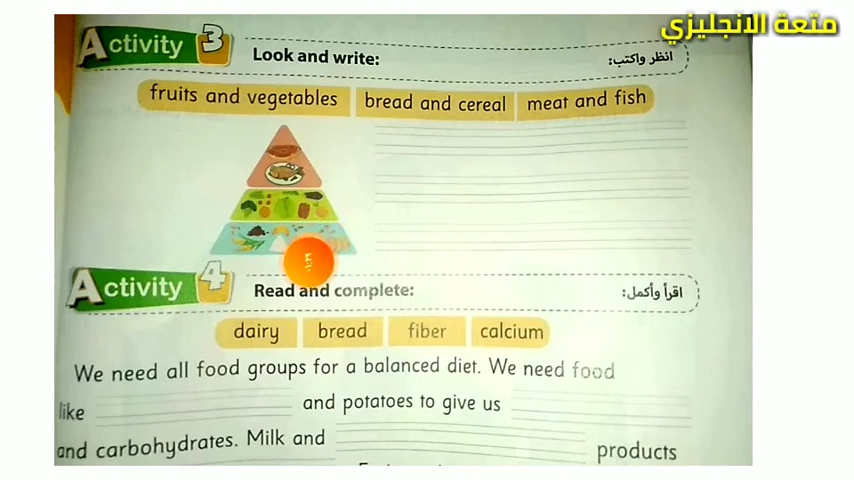 متعة الانجليزي
Activity 3
Look and write:
انظر واكتب:
fruits and vegetables
bread and cereal
meat and fish
Activity 4
Read and complete:
اقرأ وأكمل:
dairy
bread
fiber
calcium
We need all food groups for a balanced diet. We need food
like and potatoes to give us
and carbohydrates. Milk and products